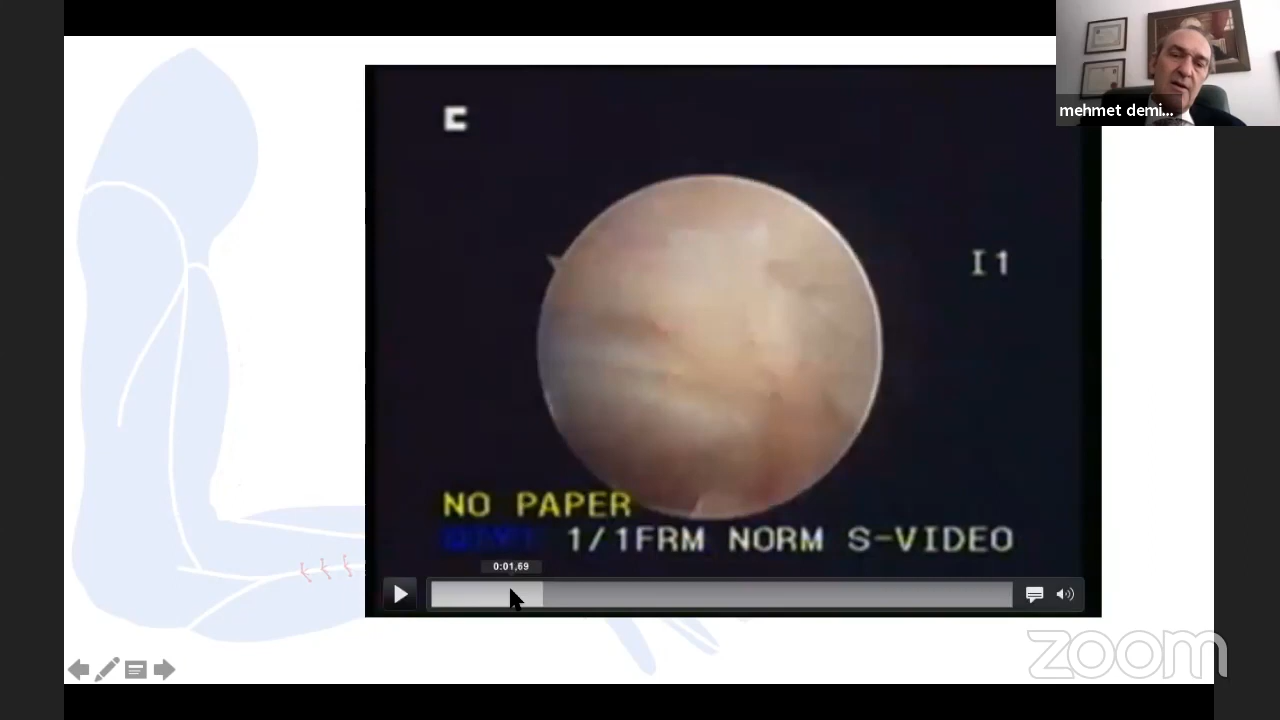 mehmet demi...
I1
NO PAPER
1/1FRM NORM S-VIDEO
0:01,69
zoom